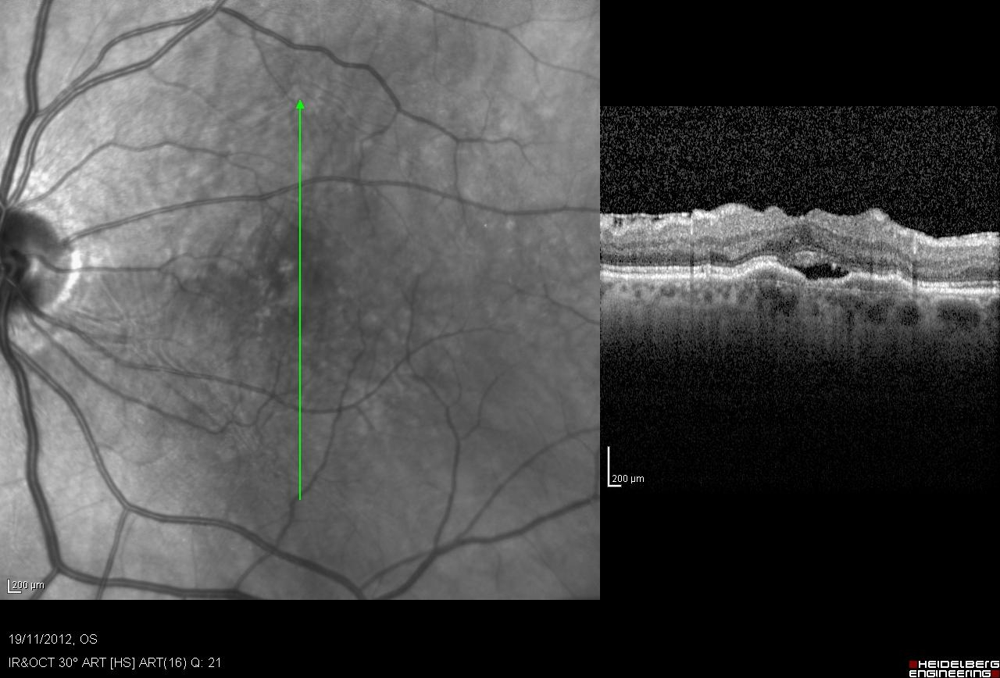 200 µm
200 µm
19/11/2012, OS
IR&OCT 30° ART [HS] ART(16) Q: 21
HEIDELBERG
ENGINEERING